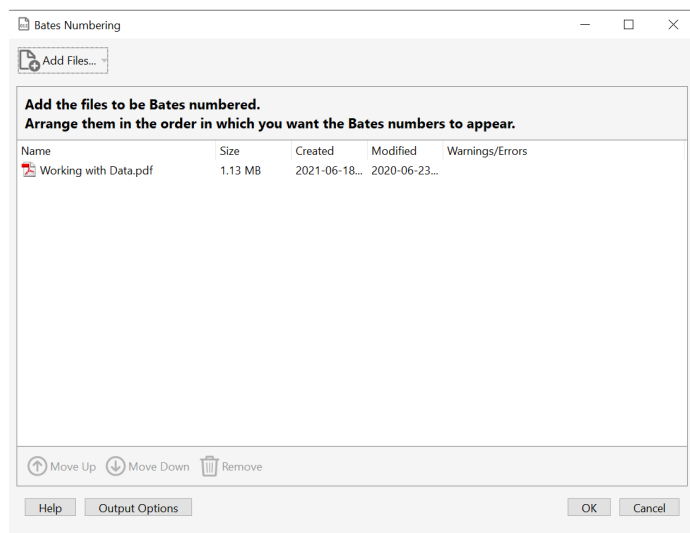 Bates Numbering
Add Files...
Add the files to be Bates numbered.
Arrange them in the order in which you want the Bates numbers to appear.
Name Size Created Modified Warnings/Errors
Working with Data.pdf 1.13 MB 2021-06-18... 2020-06-23...
Move Up Move Down Remove
Help Output Options OK Cancel